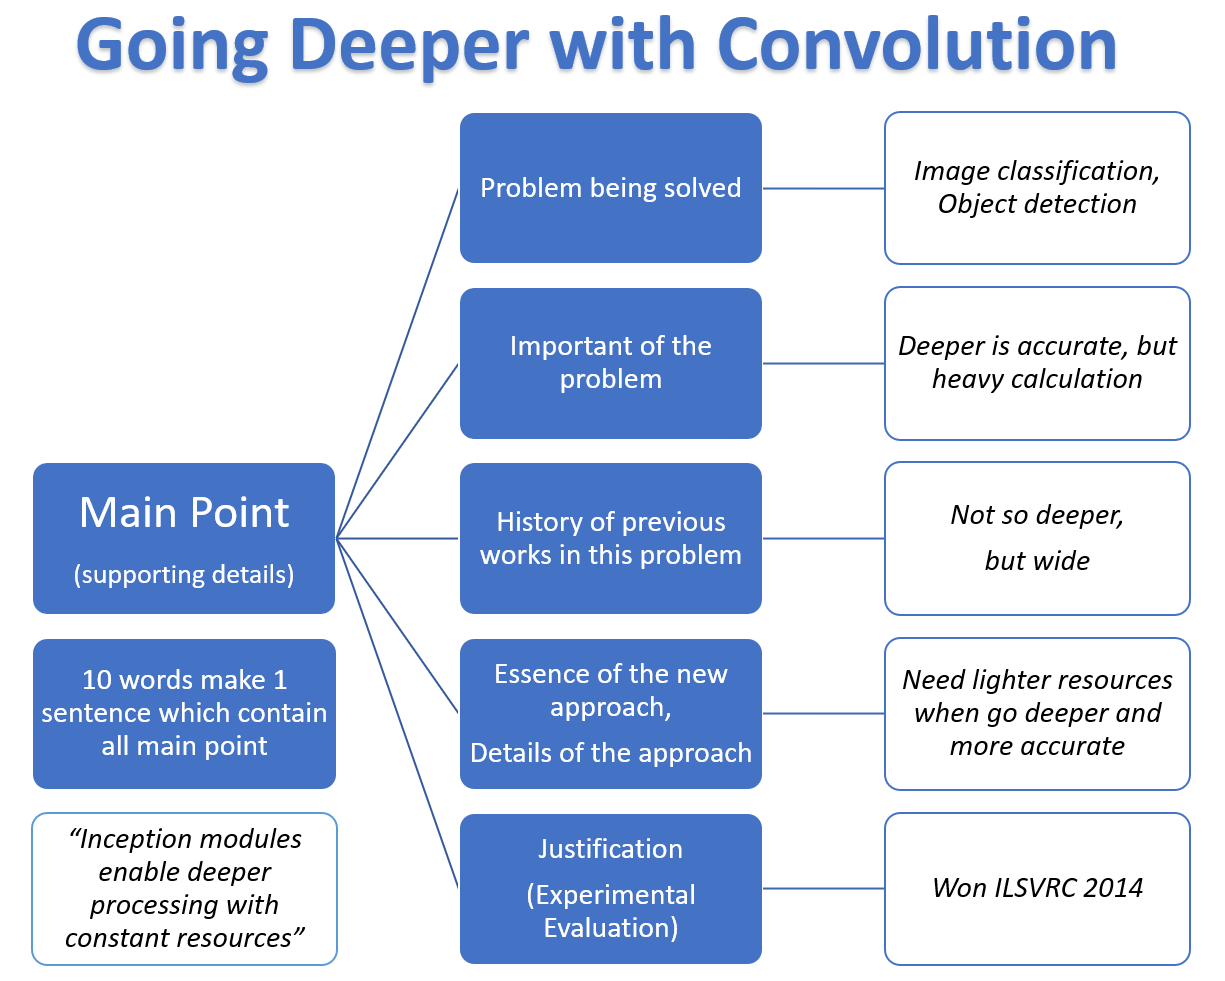 Going Deeper with Convolution
Problem being solved
Image classification,
Object detection
Important of the
problem
Deeper is accurate, but
heavy calculation
Main Point
(supporting details)
History of previous
works in this problem
Not so deeper,
but wide
10 words make 1
sentence which contain
all main point
Essence of the new
approach,
Details of the approach
Need lighter resources
when go deeper and
more accurate
“Inception modules
enable deeper
processing with
constant resources”
Justification
(Experimental
Evaluation)
Won ILSVRC 2014